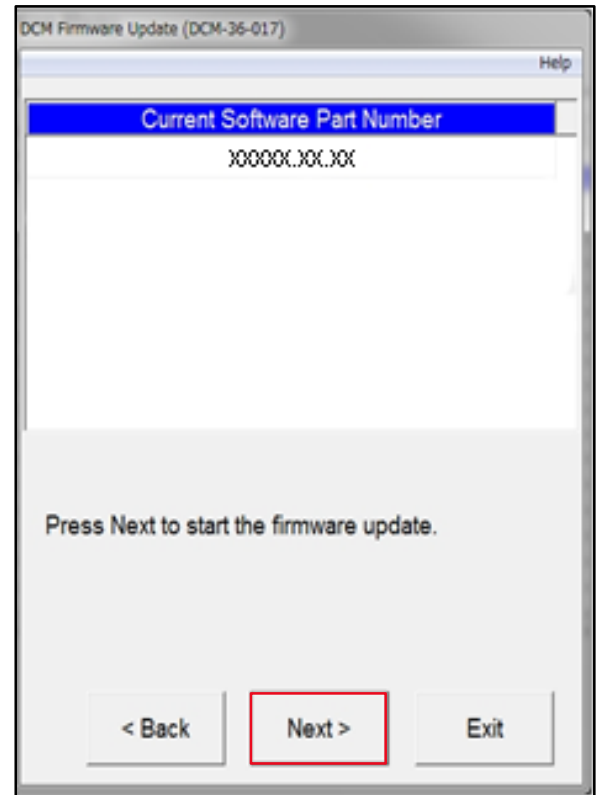 DCM Firmware Update (DCM-36-017)
Help
Current Software Part Number
XXXXX.XX.XX
Press Next to start the firmware update.
< Back
Next >
Exit